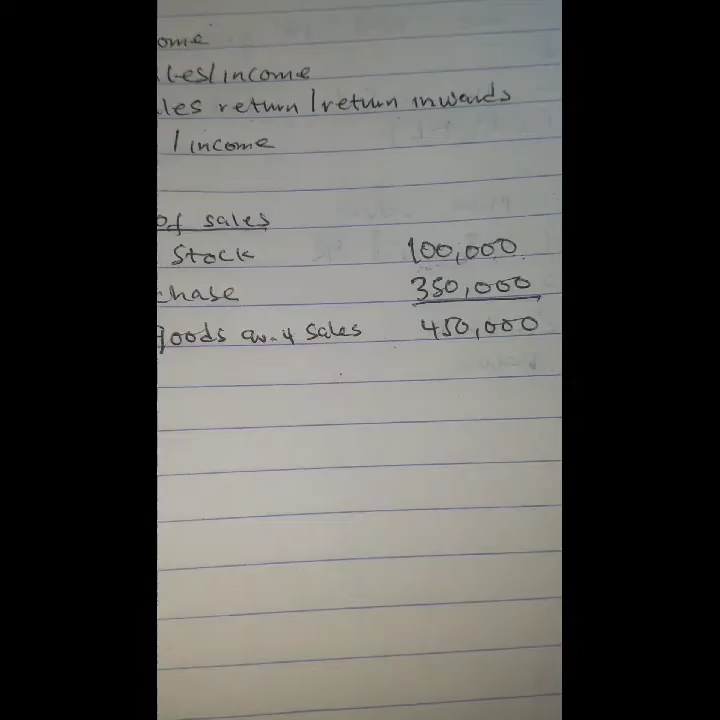 ome
les/income
les return/return inwards
/income
of sales
Stock 100,000
chase 350,000
goods av. 4 sales 450,000